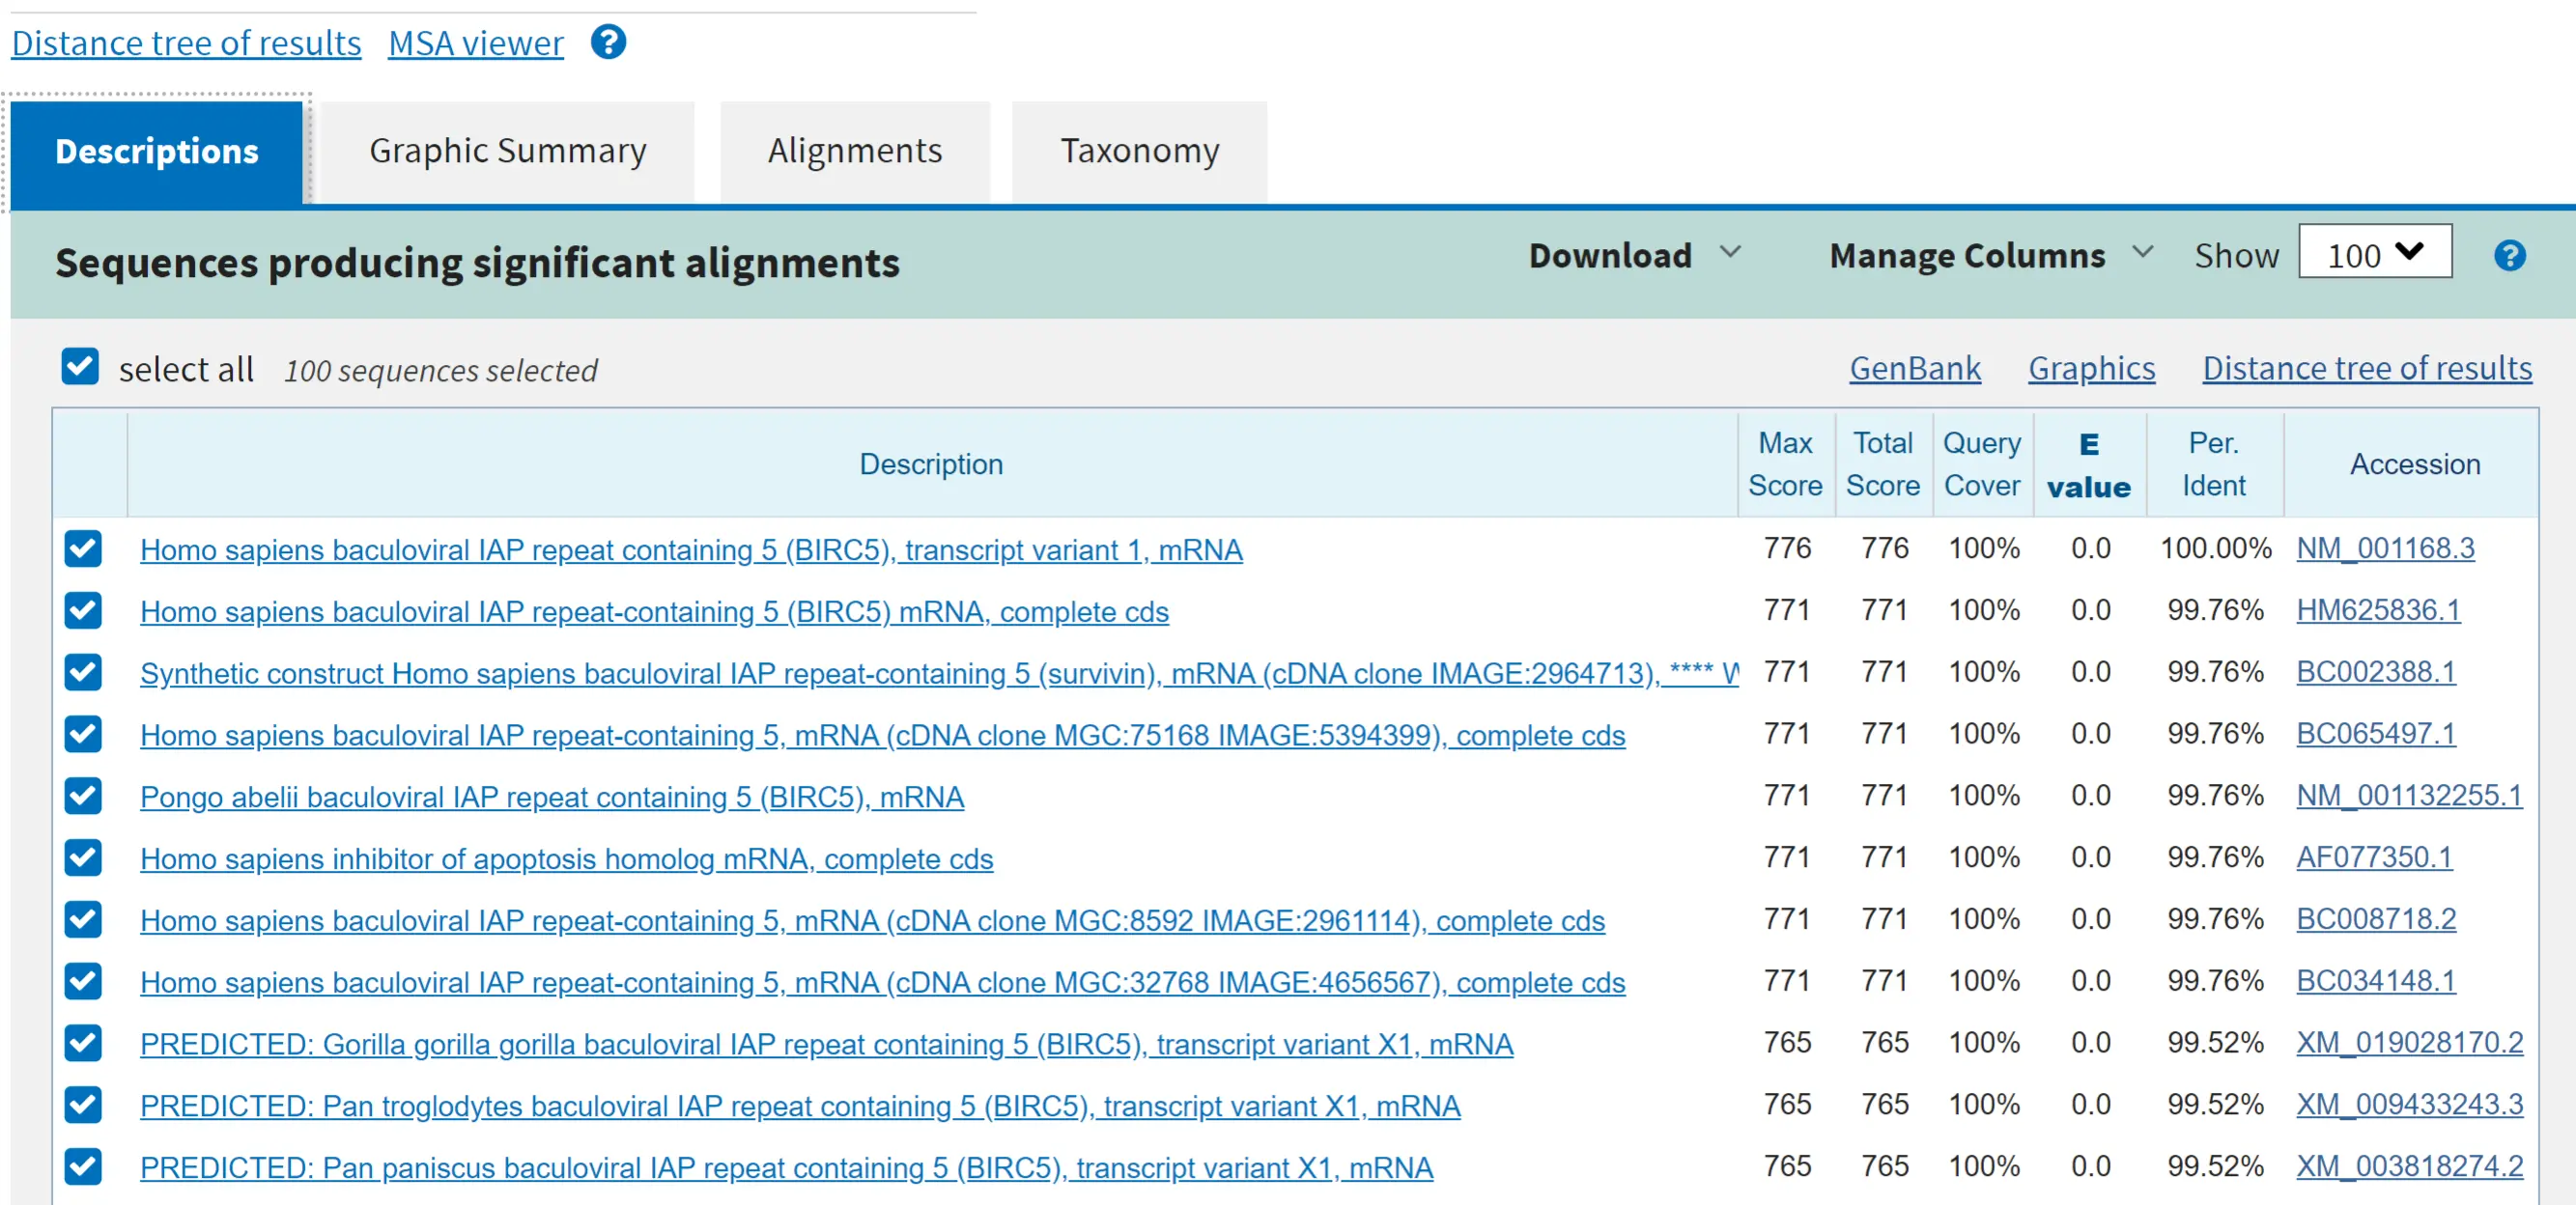 Distance tree of results MSA viewer ?
Descriptions Graphic Summary Alignments Taxonomy
Sequences producing significant alignments Download Manage Columns Show 100 ?
select all 100 sequences selected GenBank Graphics Distance tree of results
Description Max Score Total Score Query Cover E value Per. Ident Accession
Homo sapiens baculoviral IAP repeat containing 5 (BIRC5), transcript variant 1, mRNA 776 776 100% 0.0 100.00% NM_001168.3
Homo sapiens baculoviral IAP repeat-containing 5 (BIRC5) mRNA, complete cds 771 771 100% 0.0 99.76% HM625836.1
Synthetic construct Homo sapiens baculoviral IAP repeat-containing 5 (survivin), mRNA (cDNA clone IMAGE:2964713), **** 771 771 100% 0.0 99.76% BC002388.1
Homo sapiens baculoviral IAP repeat-containing 5, mRNA (cDNA clone MGC:75168 IMAGE:5394399), complete cds 771 771 100% 0.0 99.76% BC065497.1
Pongo abelii baculoviral IAP repeat containing 5 (BIRC5), mRNA 771 771 100% 0.0 99.76% NM_001132255.1
Homo sapiens inhibitor of apoptosis homolog mRNA, complete cds 771 771 100% 0.0 99.76% AF077350.1
Homo sapiens baculoviral IAP repeat-containing 5, mRNA (cDNA clone MGC:8592 IMAGE:2961114), complete cds 771 771 100% 0.0 99.76% BC008718.2
Homo sapiens baculoviral IAP repeat-containing 5, mRNA (cDNA clone MGC:32768 IMAGE:4656567), complete cds 771 771 100% 0.0 99.76% BC034148.1
PREDICTED: Gorilla gorilla gorilla baculoviral IAP repeat containing 5 (BIRC5), transcript variant X1, mRNA 765 765 100% 0.0 99.52% XM_019028170.2
PREDICTED: Pan troglodytes baculoviral IAP repeat containing 5 (BIRC5), transcript variant X1, mRNA 765 765 100% 0.0 99.52% XM_009433243.3
PREDICTED: Pan paniscus baculoviral IAP repeat containing 5 (BIRC5), transcript variant X1, mRNA 765 765 100% 0.0 99.52% XM_003818274.2